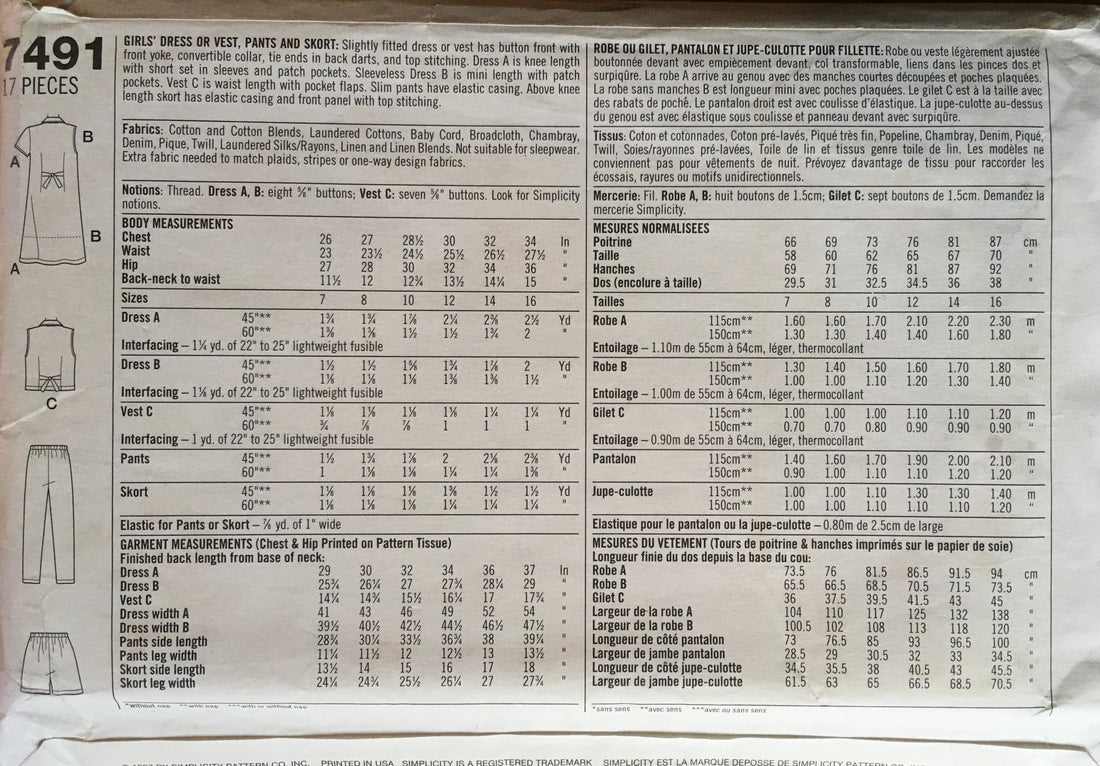 7491
17 PIECES
A
B
B
A
C
GIRLS' DRESS OR VEST, PANTS AND SKORT: Slightly fitted dress or vest has button front with
front yoke, convertible collar, tie ends in back darts, and top stitching. Dress A is knee length
with short set in sleeves and patch pockets. Sleeveless Dress B is mini length with patch
pockets. Vest C is waist length with pocket flaps. Slim pants have elastic casing. Above knee
length skort has elastic casing and front panel with top stitching.
Fabrics: Cotton and Cotton Blends, Laundered Cottons, Baby Cord, Broadcloth, Chambray,
Denim, Pique, Twill, Laundered Silks/Rayons, Linen and Linen Blends. Not suitable for sleepwear.
Extra fabric needed to match plaids, stripes or one-way design fabrics.
Notions: Thread. Dress A, B: eight ⅝" buttons; Vest C: seven ⅝" buttons. Look for Simplicity
notions.
BODY MEASUREMENTS
Chest 26 27 28½ 30 32 34 In
Waist 23 23½ 24½ 25½ 26½ 27½ "
Hip 27 28 30 32 34 36 "
Back-neck to waist 11½ 12 12¾ 13½ 14¼ 15 "
Sizes 7 8 10 12 14 16
Dress A 45"** 1¾ 1¾ 1⅞ 2¼ 2⅜ 2½ Yd
60"** 1⅜ 1⅜ 1½ 1½ 1¾ 2 "
Interfacing – 1¼ yd. of 22" to 25" lightweight fusible
Dress B 45"** 1½ 1½ 1⅝ 1¾ 1⅞ 2 Yd
60"** 1⅛ 1⅛ 1⅛ 1⅜ 1⅜ 1½ "
Interfacing – 1⅛ yd. of 22" to 25" lightweight fusible
Vest C 45"** 1⅛ 1⅛ 1⅛ 1⅛ 1¼ 1¼ Yd
60"** ¾ ⅞ ⅞ 1 1 1 "
Interfacing – 1 yd. of 22" to 25" lightweight fusible
Pants 45"** 1½ 1¾ 1⅞ 2 2⅛ 2⅜ Yd
60"** 1 1⅛ 1⅛ 1¼ 1¼ 1⅜ "
Skort 45"** 1⅛ 1⅛ 1⅛ 1⅜ 1½ 1½ Yd
60"** 1⅛ 1⅛ 1⅛ 1¼ 1¼ 1¼ "
Elastic for Pants or Skort – ⅞ yd. of 1" wide
GARMENT MEASUREMENTS (Chest & Hip Printed on Pattern Tissue)
Finished back length from base of neck:
Dress A 29 30 32 34 36 37 In
Dress B 25¾ 26¼ 27 27¾ 28¼ 29 "
Vest C 14¼ 14¾ 15½ 16¼ 17 17¾ "
Dress width A 41 43 46 49 52 54 "
Dress width B 39½ 40½ 42½ 44½ 46½ 47½ "
Pants side length 28¾ 30¼ 33½ 36¾ 38 39¼ "
Pants leg width 11¼ 11½ 12 12½ 13 13½ "
Skort side length 13½ 14 15 16 17 18 "
Skort leg width 24¼ 24¾ 25½ 26¼ 27 27¾ "
*without nap **with nap ***with or without nap
ROBE OU GILET, PANTALON ET JUPE-CULOTTE POUR FILLETTE: Robe ou veste légèrement ajustée
boutonnée devant avec empiècement devant, col transformable, liens dans les pinces dos et
surpiqûre. La robe A arrive au genou avec des manches courtes découpées et poches plaquées.
La robe sans manches B est longueur mini avec poches plaquées. Le gilet C est à la taille avec
des rabats de poche. Le pantalon droit est avec coulisse d'élastique. La jupe-culotte au-dessus
du genou est avec élastique sous coulisse et panneau devant avec surpiqûre.
Tissus: Coton et cotonnades, Coton pré-lavés, Piqué très fin, Popeline, Chambray, Denim, Piqué,
Twill, Soies/rayonnes pré-lavées, Toile de lin et tissus genre toile de lin. Les modèles ne
conviennent pas pour vêtements de nuit. Prévoyez davantage de tissu pour raccorder les
écossais, rayures ou motifs unidirectionnels.
Mercerie: Fil. Robe A, B: huit boutons de 1.5cm; Gilet C: sept boutons de 1.5cm. Demandez la
mercerie Simplicity.
MESURES NORMALISEES
Poitrine 66 69 73 76 81 87 cm
Taille 58 60 62 65 67 70 "
Hanches 69 71 76 81 87 92 "
Dos (encolure à taille) 29.5 31 32.5 34.5 36 38 "
Tailles 7 8 10 12 14 16
Robe A 115cm** 1.60 1.60 1.70 2.10 2.20 2.30 m
150cm** 1.30 1.30 1.40 1.40 1.60 1.80 "
Entoilage – 1.10m de 55cm à 64cm, léger, thermocollant
Robe B 115cm** 1.30 1.40 1.50 1.60 1.70 1.80 m
150cm** 1.00 1.00 1.10 1.20 1.30 1.40 "
Entoilage – 1.00m de 55cm à 64cm, léger, thermocollant
Gilet C 115cm** 1.00 1.00 1.00 1.10 1.10 1.20 m
150cm** 0.70 0.70 0.80 0.90 0.90 0.90 "
Entoilage – 0.90m de 55cm à 64cm, léger, thermocollant
Pantalon 115cm** 1.40 1.60 1.70 1.90 2.00 2.10 m
150cm** 0.90 1.00 1.10 1.10 1.20 1.20 "
Jupe-culotte 115cm** 1.00 1.00 1.10 1.30 1.30 1.40 m
150cm** 1.00 1.00 1.10 1.10 1.10 1.20 "
Elastique pour le pantalon ou la jupe-culotte – 0.80m de 2.5cm de large
MESURES DU VETEMENT (Tours de poitrine & hanches imprimés sur le papier de soie)
Longueur finie du dos depuis la base du cou:
Robe A 73.5 76 81.5 86.5 91.5 94 cm
Robe B 65.5 66.5 68.5 70.5 71.5 73.5 "
Gilet C 36 37.5 39.5 41.5 43 45 "
Largeur de la robe A 104 110 117 125 132 138 "
Largeur de la robe B 100.5 102 108 113 118 120 "
Longueur de côté pantalon 73 76.5 85 93 96.5 100 "
Largeur de jambe pantalon 28.5 29 30.5 32 33 34.5 "
Longueur de côté jupe-culotte 34.5 35.5 38 40.5 43 45.5 "
Largeur de jambe jupe-culotte 61.5 63 65 66.5 68.5 70.5 "
*sans sens **avec sens ***avec ou sans sens
BY SIMPLICITY PATTERN CO. INC. PRINTED IN USA SIMPLICITY IS A REGISTERED TRADEMARK SIMPLICITY EST LA MARQUE DEPOSSE DE SIMPLICITY PATTERN CO.